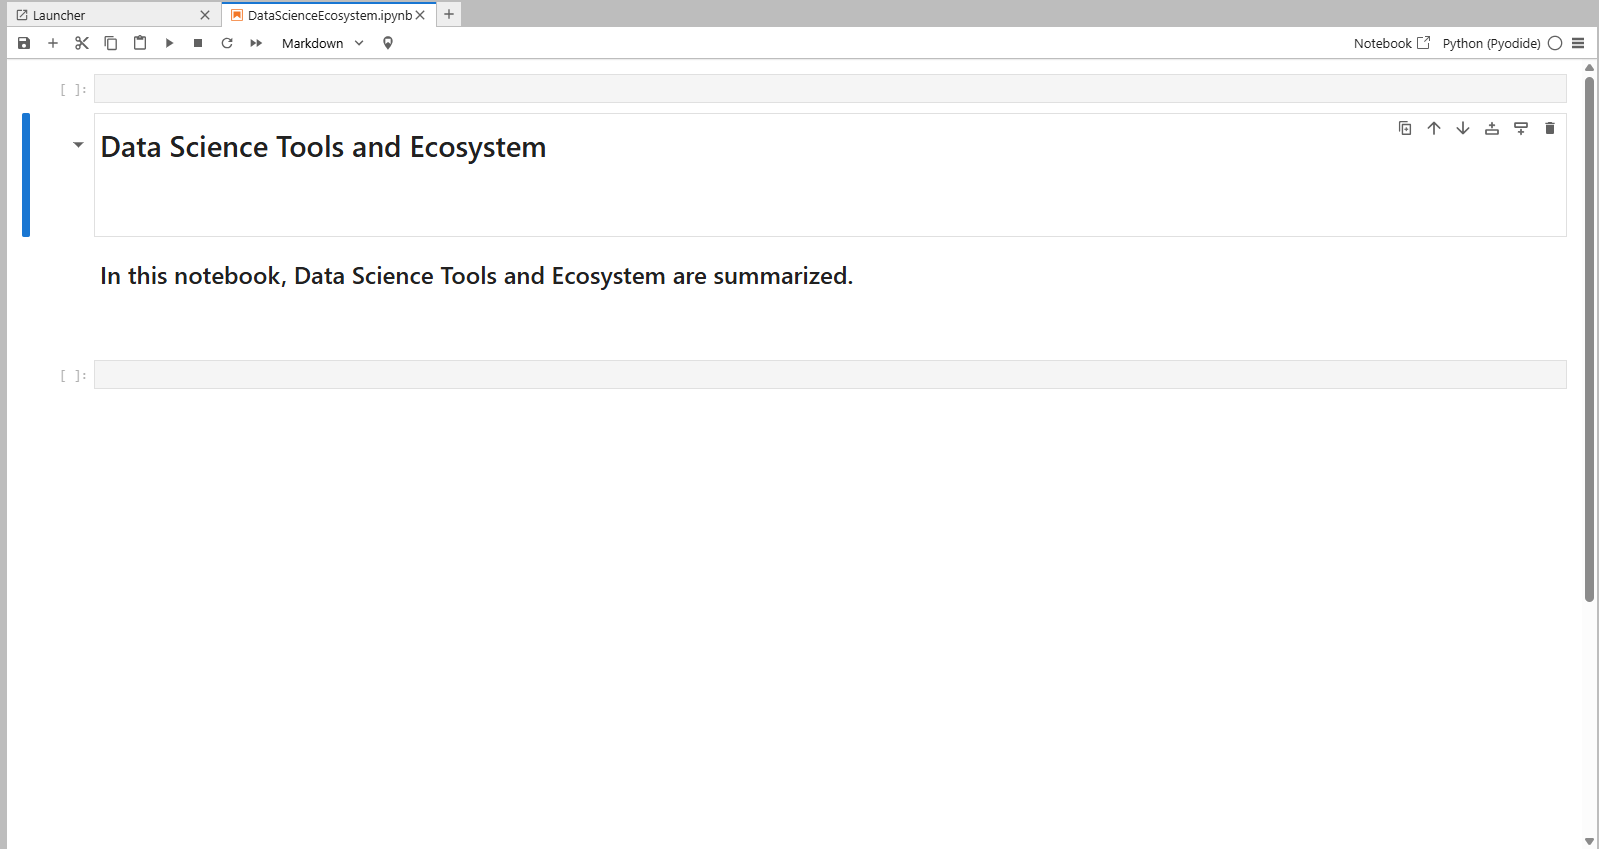 Launcher
DataScienceEcosystem.ipynb
Markdown
Notebook
Python (Pyodide)
[ ]:
Data Science Tools and Ecosystem
In this notebook, Data Science Tools and Ecosystem are summarized.
[ ]: